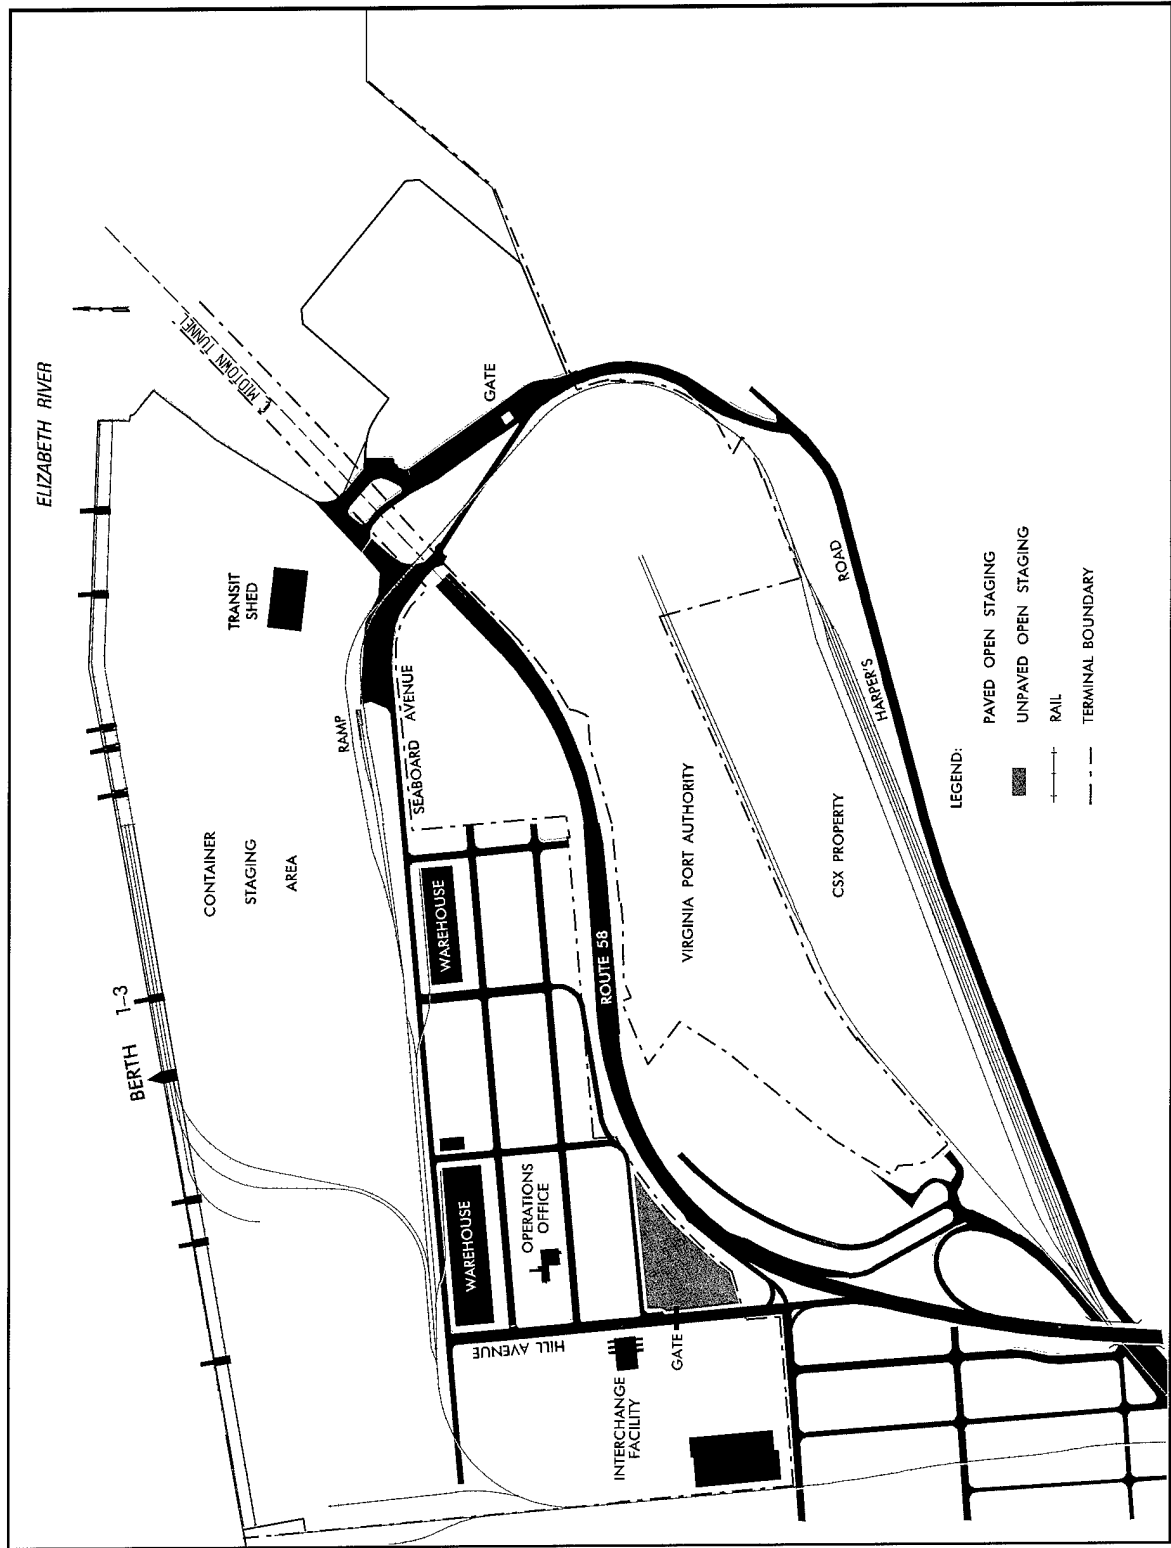 ELIZABETH RIVER
℄ MIDTOWN TUNNEL
GATE
TRANSIT
SHED
BERTH 1-3
CONTAINER
STAGING
AREA
RAMP
SEABOARD AVENUE
WAREHOUSE
WAREHOUSE
OPERATIONS
OFFICE
ROUTE 58
VIRGINIA PORT AUTHORITY
CSX PROPERTY
HARPER'S ROAD
HILL AVENUE
GATE
INTERCHANGE
FACILITY
LEGEND:
PAVED OPEN STAGING
UNPAVED OPEN STAGING
RAIL
TERMINAL BOUNDARY